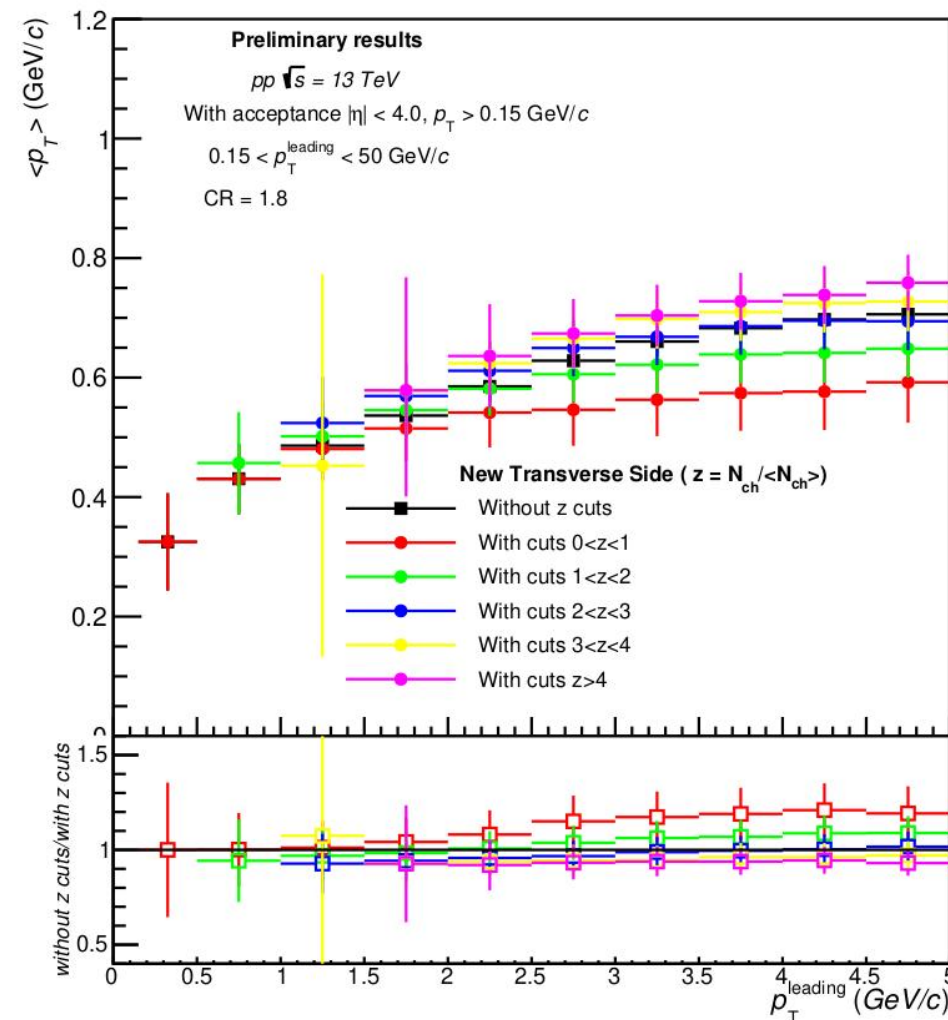 Preliminary results
pp √s = 13 TeV
With acceptance |η| < 4.0, p_T > 0.15 GeV/c
0.15 < p_T^leading < 50 GeV/c
CR = 1.8
<p_T> (GeV/c)
1.2
1
0.8
0.6
0.4
0.2
0
New Transverse Side ( z = N_ch/<N_ch>)
Without z cuts
With cuts 0<z<1
With cuts 1<z<2
With cuts 2<z<3
With cuts 3<z<4
With cuts z>4
without z cuts/with z cuts
1.5
1
0.5
0 0.5 1 1.5 2 2.5 3 3.5 4 4.5 5
p_T^leading (GeV/c)